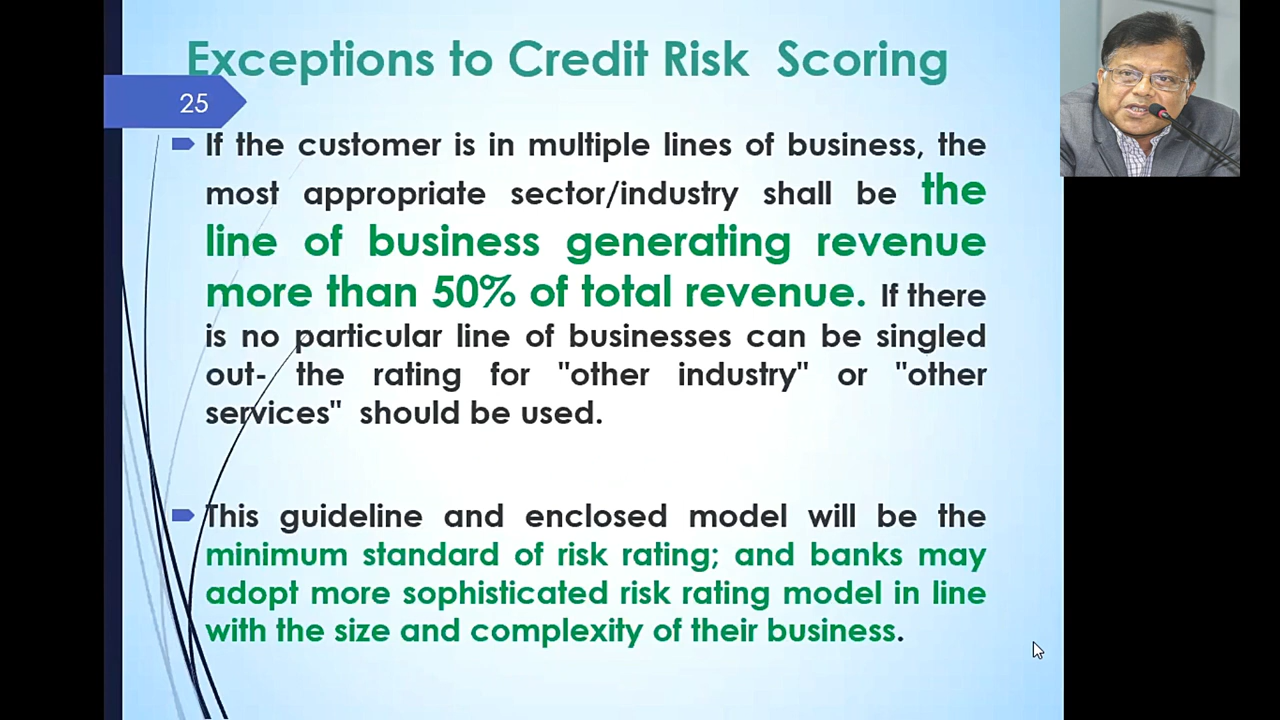 Exceptions to Credit Risk Scoring
25
If the customer is in multiple lines of business, the
most appropriate sector/industry shall be the
line of business generating revenue
more than 50% of total revenue. If there
is no particular line of businesses can be singled
out- the rating for "other industry" or "other
services" should be used.
This guideline and enclosed model will be the
minimum standard of risk rating; and banks may
adopt more sophisticated risk rating model in line
with the size and complexity of their business.